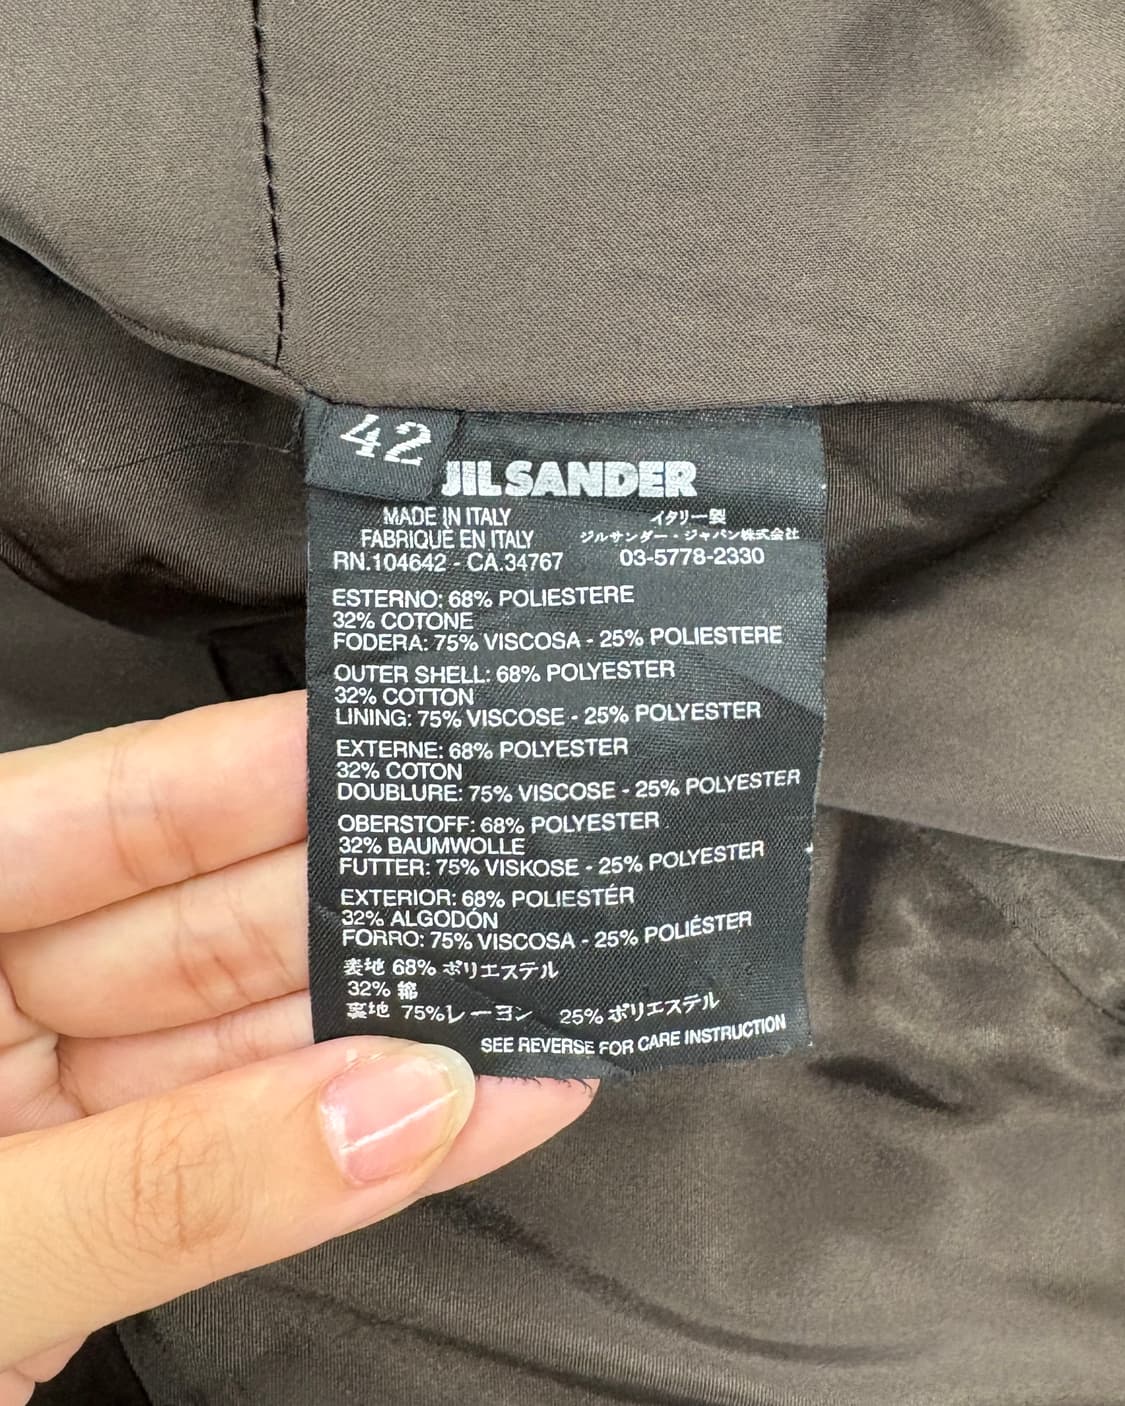 42
JIL SANDER
MADE IN ITALY
FABRIQUÉ EN ITALY
RN.104642 - CA.34767
イタリー製
ジルサンダー・ジャパン株式会社
03-5778-2330
ESTERNO: 68% POLIESTERE
32% COTONE
FODERA: 75% VISCOSA - 25% POLIESTERE
OUTER SHELL: 68% POLYESTER
32% COTTON
LINING: 75% VISCOSE - 25% POLYESTER
EXTERNE: 68% POLYESTER
32% COTON
DOUBLURE: 75% VISCOSE - 25% POLYESTER
OBERSTOFF: 68% POLYESTER
32% BAUMWOLLE
FUTTER: 75% VISKOSE - 25% POLYESTER
EXTERIOR: 68% POLIESTÉR
32% ALGODÓN
FORRO: 75% VISCOSA - 25% POLIÉSTER
表地 68% ポリエステル
32% 綿
裏地 75%レーヨン 25%ポリエステル
SEE REVERSE FOR CARE INSTRUCTION